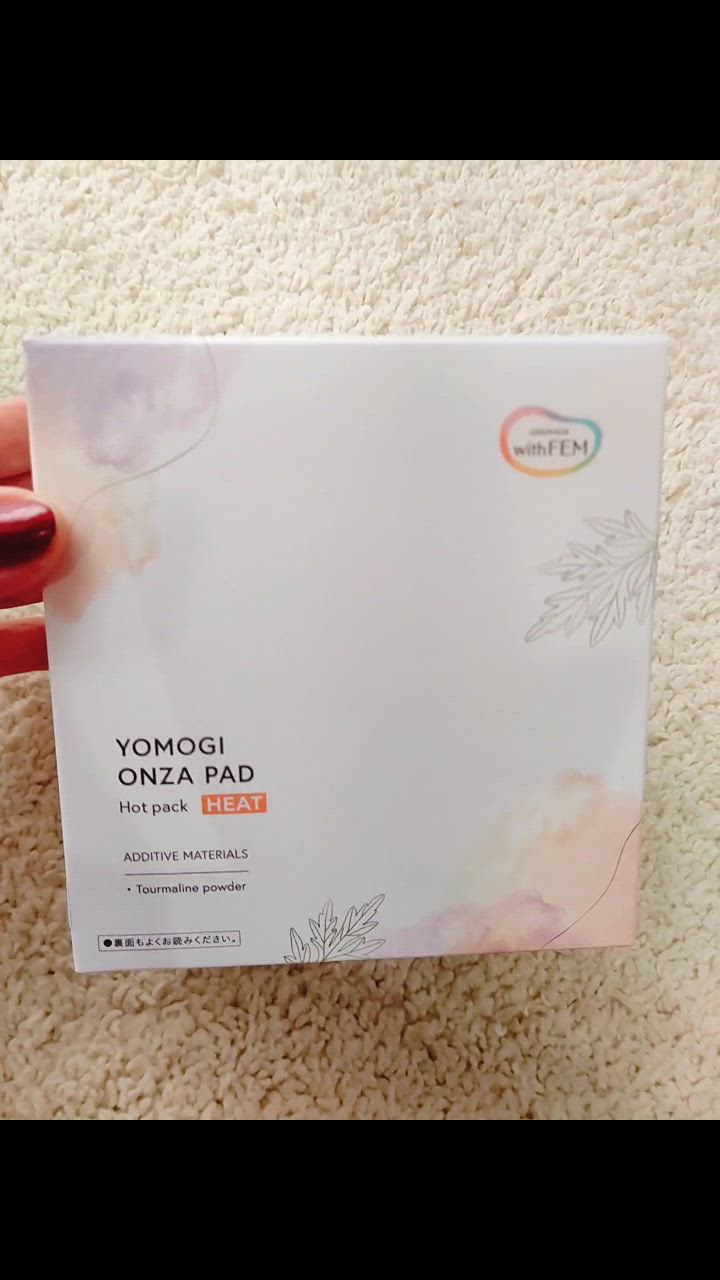 withFEM
YOMOGI
ONZA PAD
Hot pack HEAT
ADDITIVE MATERIALS
・Tourmaline powder
●裏面もよくお読みください。